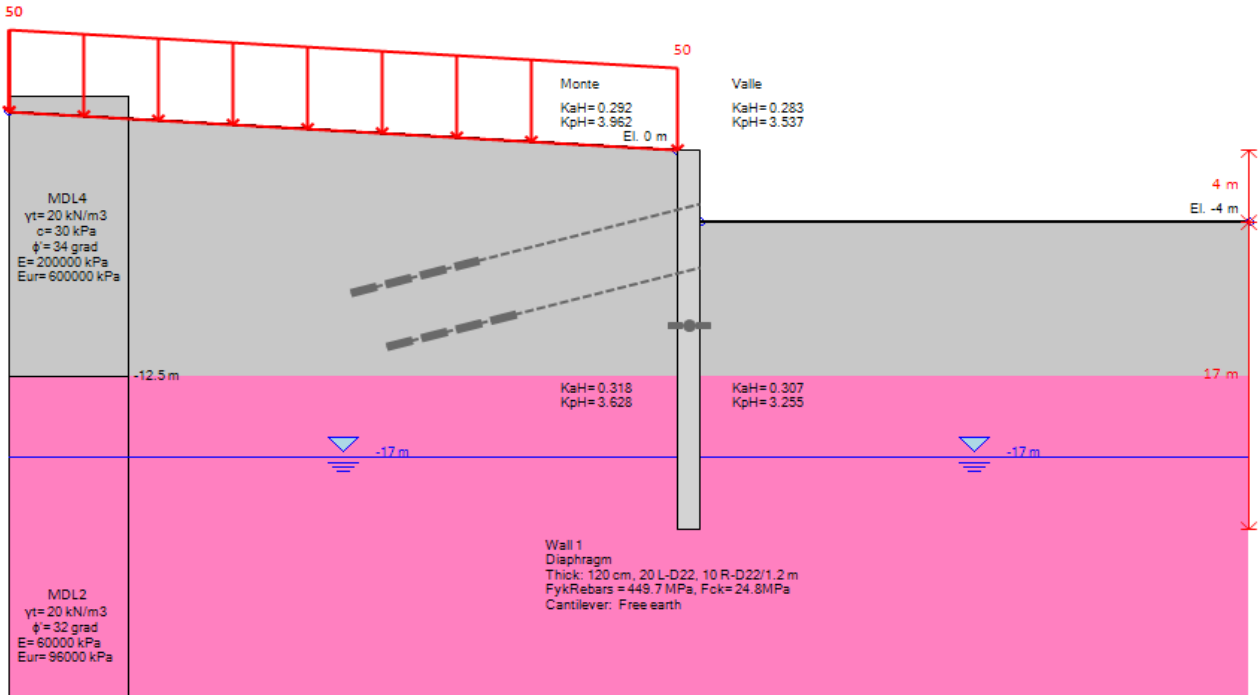 50
50
Monte
KaH= 0.292
KpH= 3.962
El. 0 m
Valle
KaH= 0.283
KpH= 3.537
4 m
El. -4 m
MDL4
γt= 20 kN/m3
c= 30 kPa
ϕ'= 34 grad
E= 200000 kPa
Eur= 600000 kPa
-12.5 m
17 m
KaH= 0.318
KpH= 3.628
KaH= 0.307
KpH= 3.255
-17 m
-17 m
Wall 1
Diaphragm
Thick: 120 cm, 20 L-D22, 10 R-D22/1.2 m
FykRebars = 449.7 MPa, Fck= 24.8MPa
Cantilever: Free earth
MDL2
γt= 20 kN/m3
ϕ'= 32 grad
E= 60000 kPa
Eur= 96000 kPa